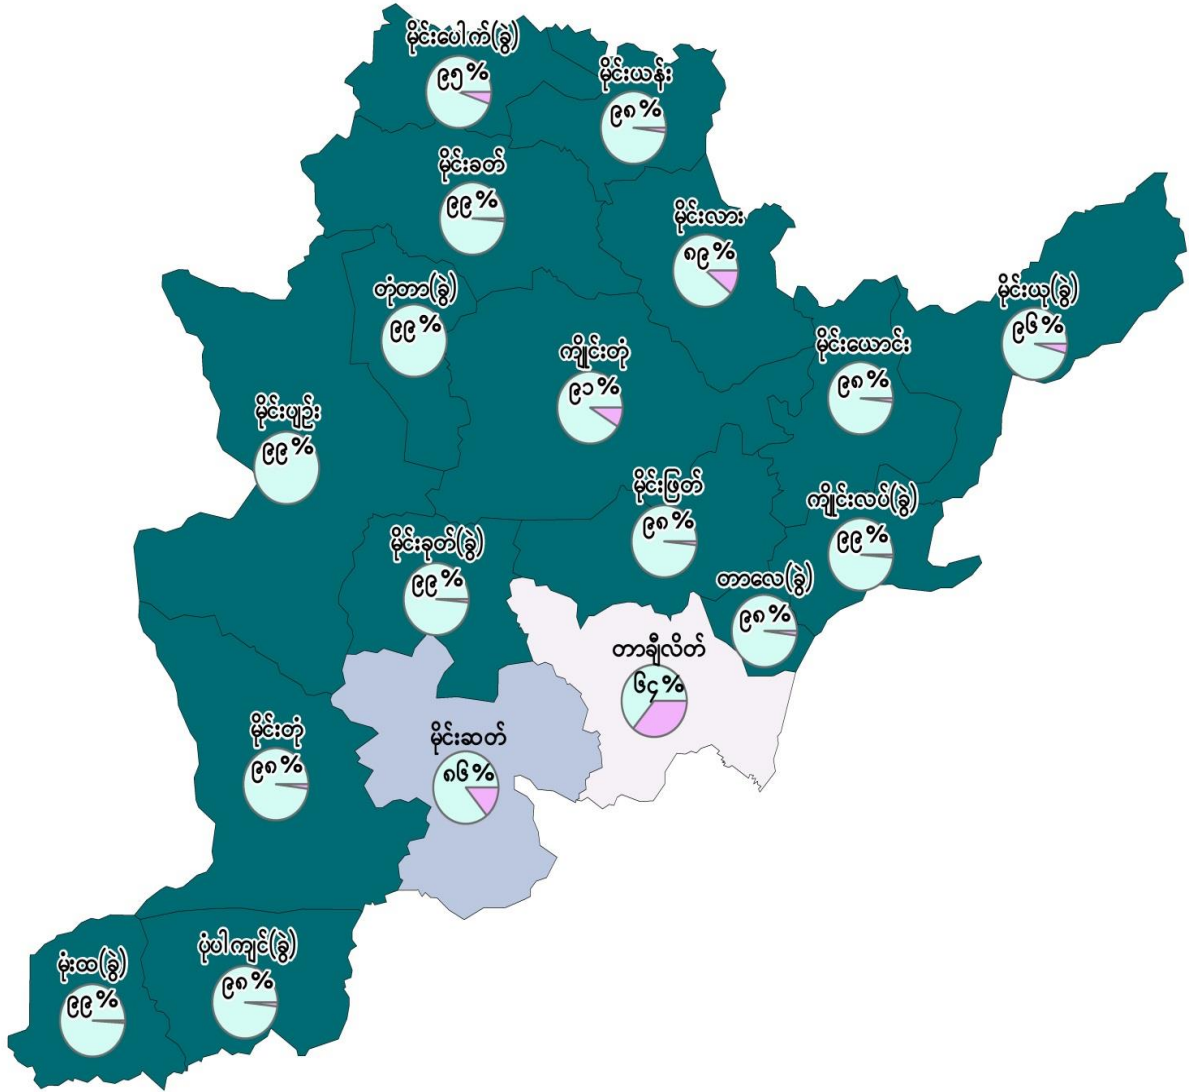 မိုင်းပေါက်(ခွဲ)
၉၅%
မိုင်းယန်း
၉၈%
မိုင်းခတ်
၉၉%
မိုင်းလား
၈၉%
တုံတာ(ခွဲ)
၉၉%
မိုင်းယု(ခွဲ)
၉၆%
ကျိုင်းတုံ
၉၁%
မိုင်းယောင်း
၉၈%
မိုင်းပျဉ်း
၉၉%
မိုင်းဖြတ်
၉၈%
ကျိုင်းလပ်(ခွဲ)
၉၉%
မိုင်းခုတ်(ခွဲ)
၉၉%
တာလေ(ခွဲ)
၉၈%
တာချီလိတ်
၆၄%
မိုင်းတုံ
၉၈%
မိုင်းဆတ်
၈၆%
မုံးထ(ခွဲ)
၉၉%
ပုံပါကျင်(ခွဲ)
၉၈%